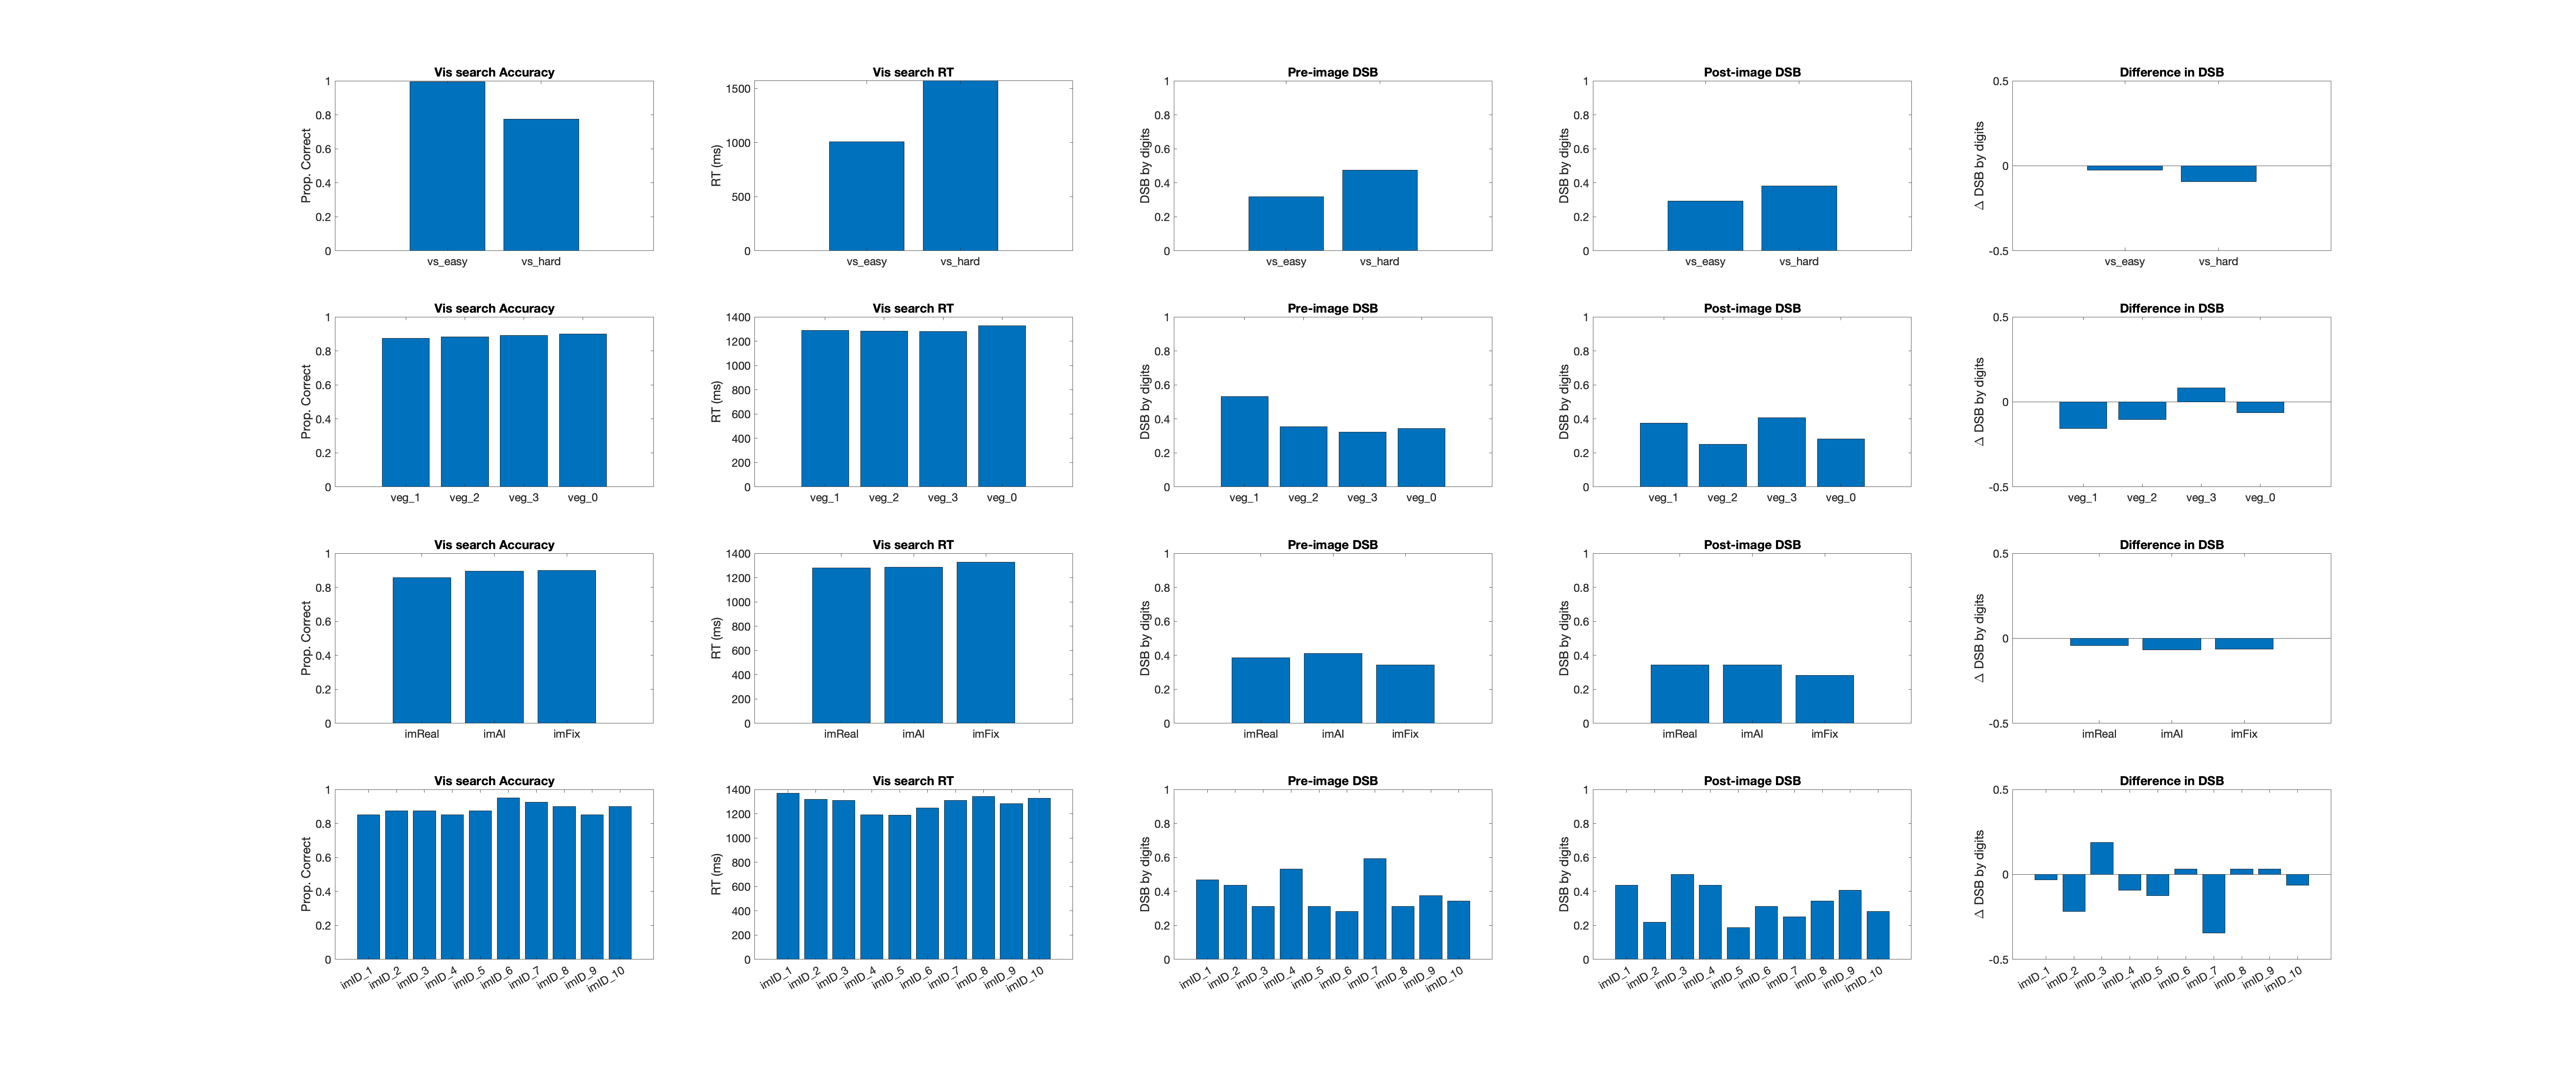 Vis search Accuracy
Prop. Correct
1
0.8
0.6
0.4
0.2
0
vs_easy vs_hard
Vis search RT
RT (ms)
1500
1000
500
0
vs_easy vs_hard
Pre-image DSB
DSB by digits
1
0.8
0.6
0.4
0.2
0
vs_easy vs_hard
Post-image DSB
DSB by digits
1
0.8
0.6
0.4
0.2
0
vs_easy vs_hard
Difference in DSB
Δ DSB by digits
0.5
0
-0.5
vs_easy vs_hard
Vis search Accuracy
Prop. Correct
1
0.8
0.6
0.4
0.2
0
veg_1 veg_2 veg_3 veg_0
Vis search RT
RT (ms)
1400
1200
1000
800
600
400
200
0
veg_1 veg_2 veg_3 veg_0
Pre-image DSB
DSB by digits
1
0.8
0.6
0.4
0.2
0
veg_1 veg_2 veg_3 veg_0
Post-image DSB
DSB by digits
1
0.8
0.6
0.4
0.2
0
veg_1 veg_2 veg_3 veg_0
Difference in DSB
Δ DSB by digits
0.5
0
-0.5
veg_1 veg_2 veg_3 veg_0
Vis search Accuracy
Prop. Correct
1
0.8
0.6
0.4
0.2
0
imReal imAI imFix
Vis search RT
RT (ms)
1400
1200
1000
800
600
400
200
0
imReal imAI imFix
Pre-image DSB
DSB by digits
1
0.8
0.6
0.4
0.2
0
imReal imAI imFix
Post-image DSB
DSB by digits
1
0.8
0.6
0.4
0.2
0
imReal imAI imFix
Difference in DSB
Δ DSB by digits
0.5
0
-0.5
imReal imAI imFix
Vis search Accuracy
Prop. Correct
1
0.8
0.6
0.4
0.2
0
imID_1 imID_2 imID_3 imID_4 imID_5 imID_6 imID_7 imID_8 imID_9 imID_10
Vis search RT
RT (ms)
1400
1200
1000
800
600
400
200
0
imID_1 imID_2 imID_3 imID_4 imID_5 imID_6 imID_7 imID_8 imID_9 imID_10
Pre-image DSB
DSB by digits
1
0.8
0.6
0.4
0.2
0
imID_1 imID_2 imID_3 imID_4 imID_5 imID_6 imID_7 imID_8 imID_9 imID_10
Post-image DSB
DSB by digits
1
0.8
0.6
0.4
0.2
0
imID_1 imID_2 imID_3 imID_4 imID_5 imID_6 imID_7 imID_8 imID_9 imID_10
Difference in DSB
Δ DSB by digits
0.5
0
-0.5
imID_1 imID_2 imID_3 imID_4 imID_5 imID_6 imID_7 imID_8 imID_9 imID_10